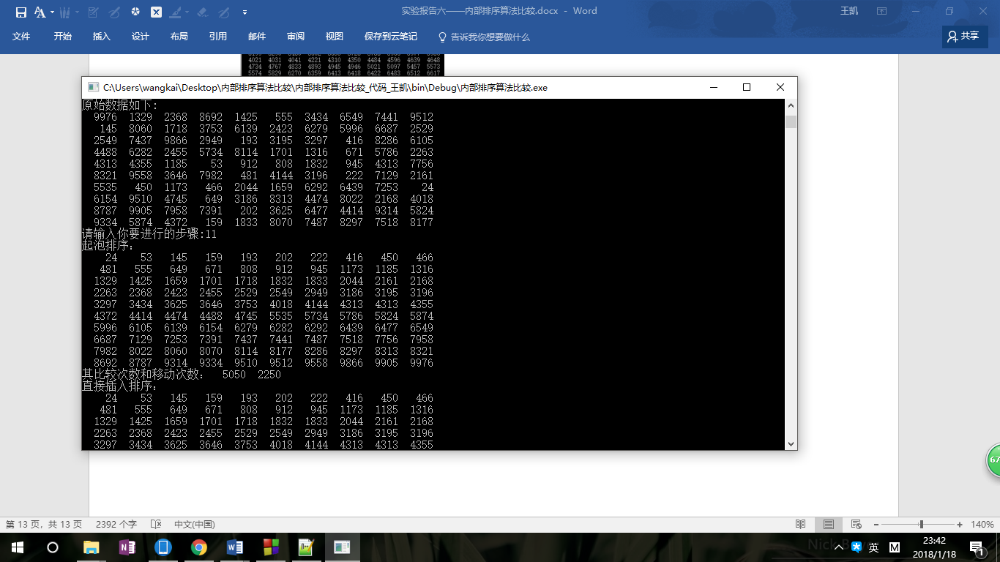 实验报告六——内部排序算法比较.docx - Word
王凯
文件 开始 插入 设计 布局 引用 邮件 审阅 视图 保存到云笔记 告诉我你想要做什么 共享
4021 4031 4041 4221 4310 4350 4484 4596 4639 4648
4734 4767 4833 4893 4945 4946 5021 5097 5457 5573
5574 5829 6270 6359 6413 6418 6422 6483 6512 6617
C:\Users\wangkai\Desktop\内部排序算法比较\内部排序算法比较_代码_王凯\bin\Debug\内部排序算法比较.exe
原始数据如下:
9976 1329 2368 8692 1425 555 3434 6549 7441 9512
145 8060 1718 3753 6139 2423 6279 5996 6687 2529
2549 7437 9866 2949 193 3195 3297 416 8286 6105
4488 6282 2455 5734 8114 1701 1316 671 5786 2263
4313 4355 1185 53 912 808 1832 945 4313 7756
8321 9558 3646 7982 481 4144 3196 222 7129 2161
5535 450 1173 466 2044 1659 6292 6439 7253 24
6154 9510 4745 649 3186 8313 4474 8022 2168 4018
8787 9905 7958 7391 202 3625 6477 4414 9314 5824
9334 5874 4372 159 1833 8070 7487 8297 7518 8177
请输入你要进行的步骤:11
起泡排序:
24 53 145 159 193 202 222 416 450 466
481 555 649 671 808 912 945 1173 1185 1316
1329 1425 1659 1701 1718 1832 1833 2044 2161 2168
2263 2368 2423 2455 2529 2549 2949 3186 3195 3196
3297 3434 3625 3646 3753 4018 4144 4313 4313 4355
4372 4414 4474 4488 4745 5535 5734 5786 5824 5874
5996 6105 6139 6154 6279 6282 6292 6439 6477 6549
6687 7129 7253 7391 7437 7441 7487 7518 7756 7958
7982 8022 8060 8070 8114 8177 8286 8297 8313 8321
8692 8787 9314 9334 9510 9512 9558 9866 9905 9976
其比较次数和移动次数: 5050 2250
直接插入排序:
24 53 145 159 193 202 222 416 450 466
481 555 649 671 808 912 945 1173 1185 1316
1329 1425 1659 1701 1718 1832 1833 2044 2161 2168
2263 2368 2423 2455 2529 2549 2949 3186 3195 3196
3297 3434 3625 3646 3753 4018 4144 4313 4313 4355
67
第 13 页，共 13 页 2392 个字 中文(中国) 140%
英 M
23:42
2018/1/18
1